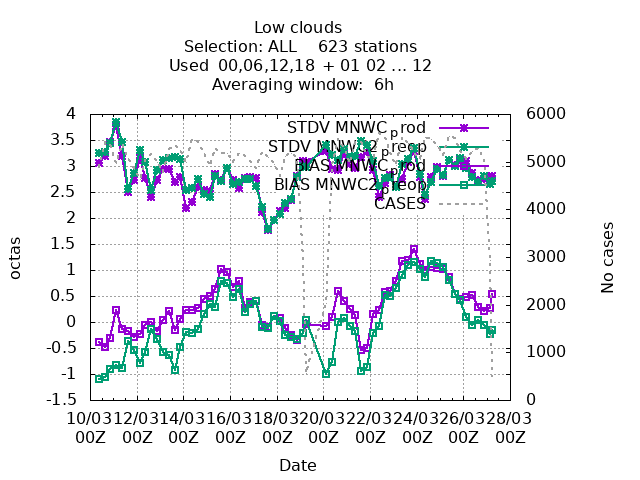 Low clouds
Selection: ALL 623 stations
Used 00,06,12,18 + 01 02 ... 12
Averaging window: 6h
4 6000
3.5 STDV MNWC_prod
3 STDV MNWC2_preop 5000
2.5 BIAS MNWC_prod
2 BIAS MNWC2_preop 4000
CASES
1.5
1 3000
0.5
0 2000
-0.5
-1 1000
-1.5 0
octas
No cases
10/03 12/03 14/03 16/03 18/03 20/03 22/03 24/03 26/03 28/03
00Z 00Z 00Z 00Z 00Z 00Z 00Z 00Z 00Z 00Z
Date